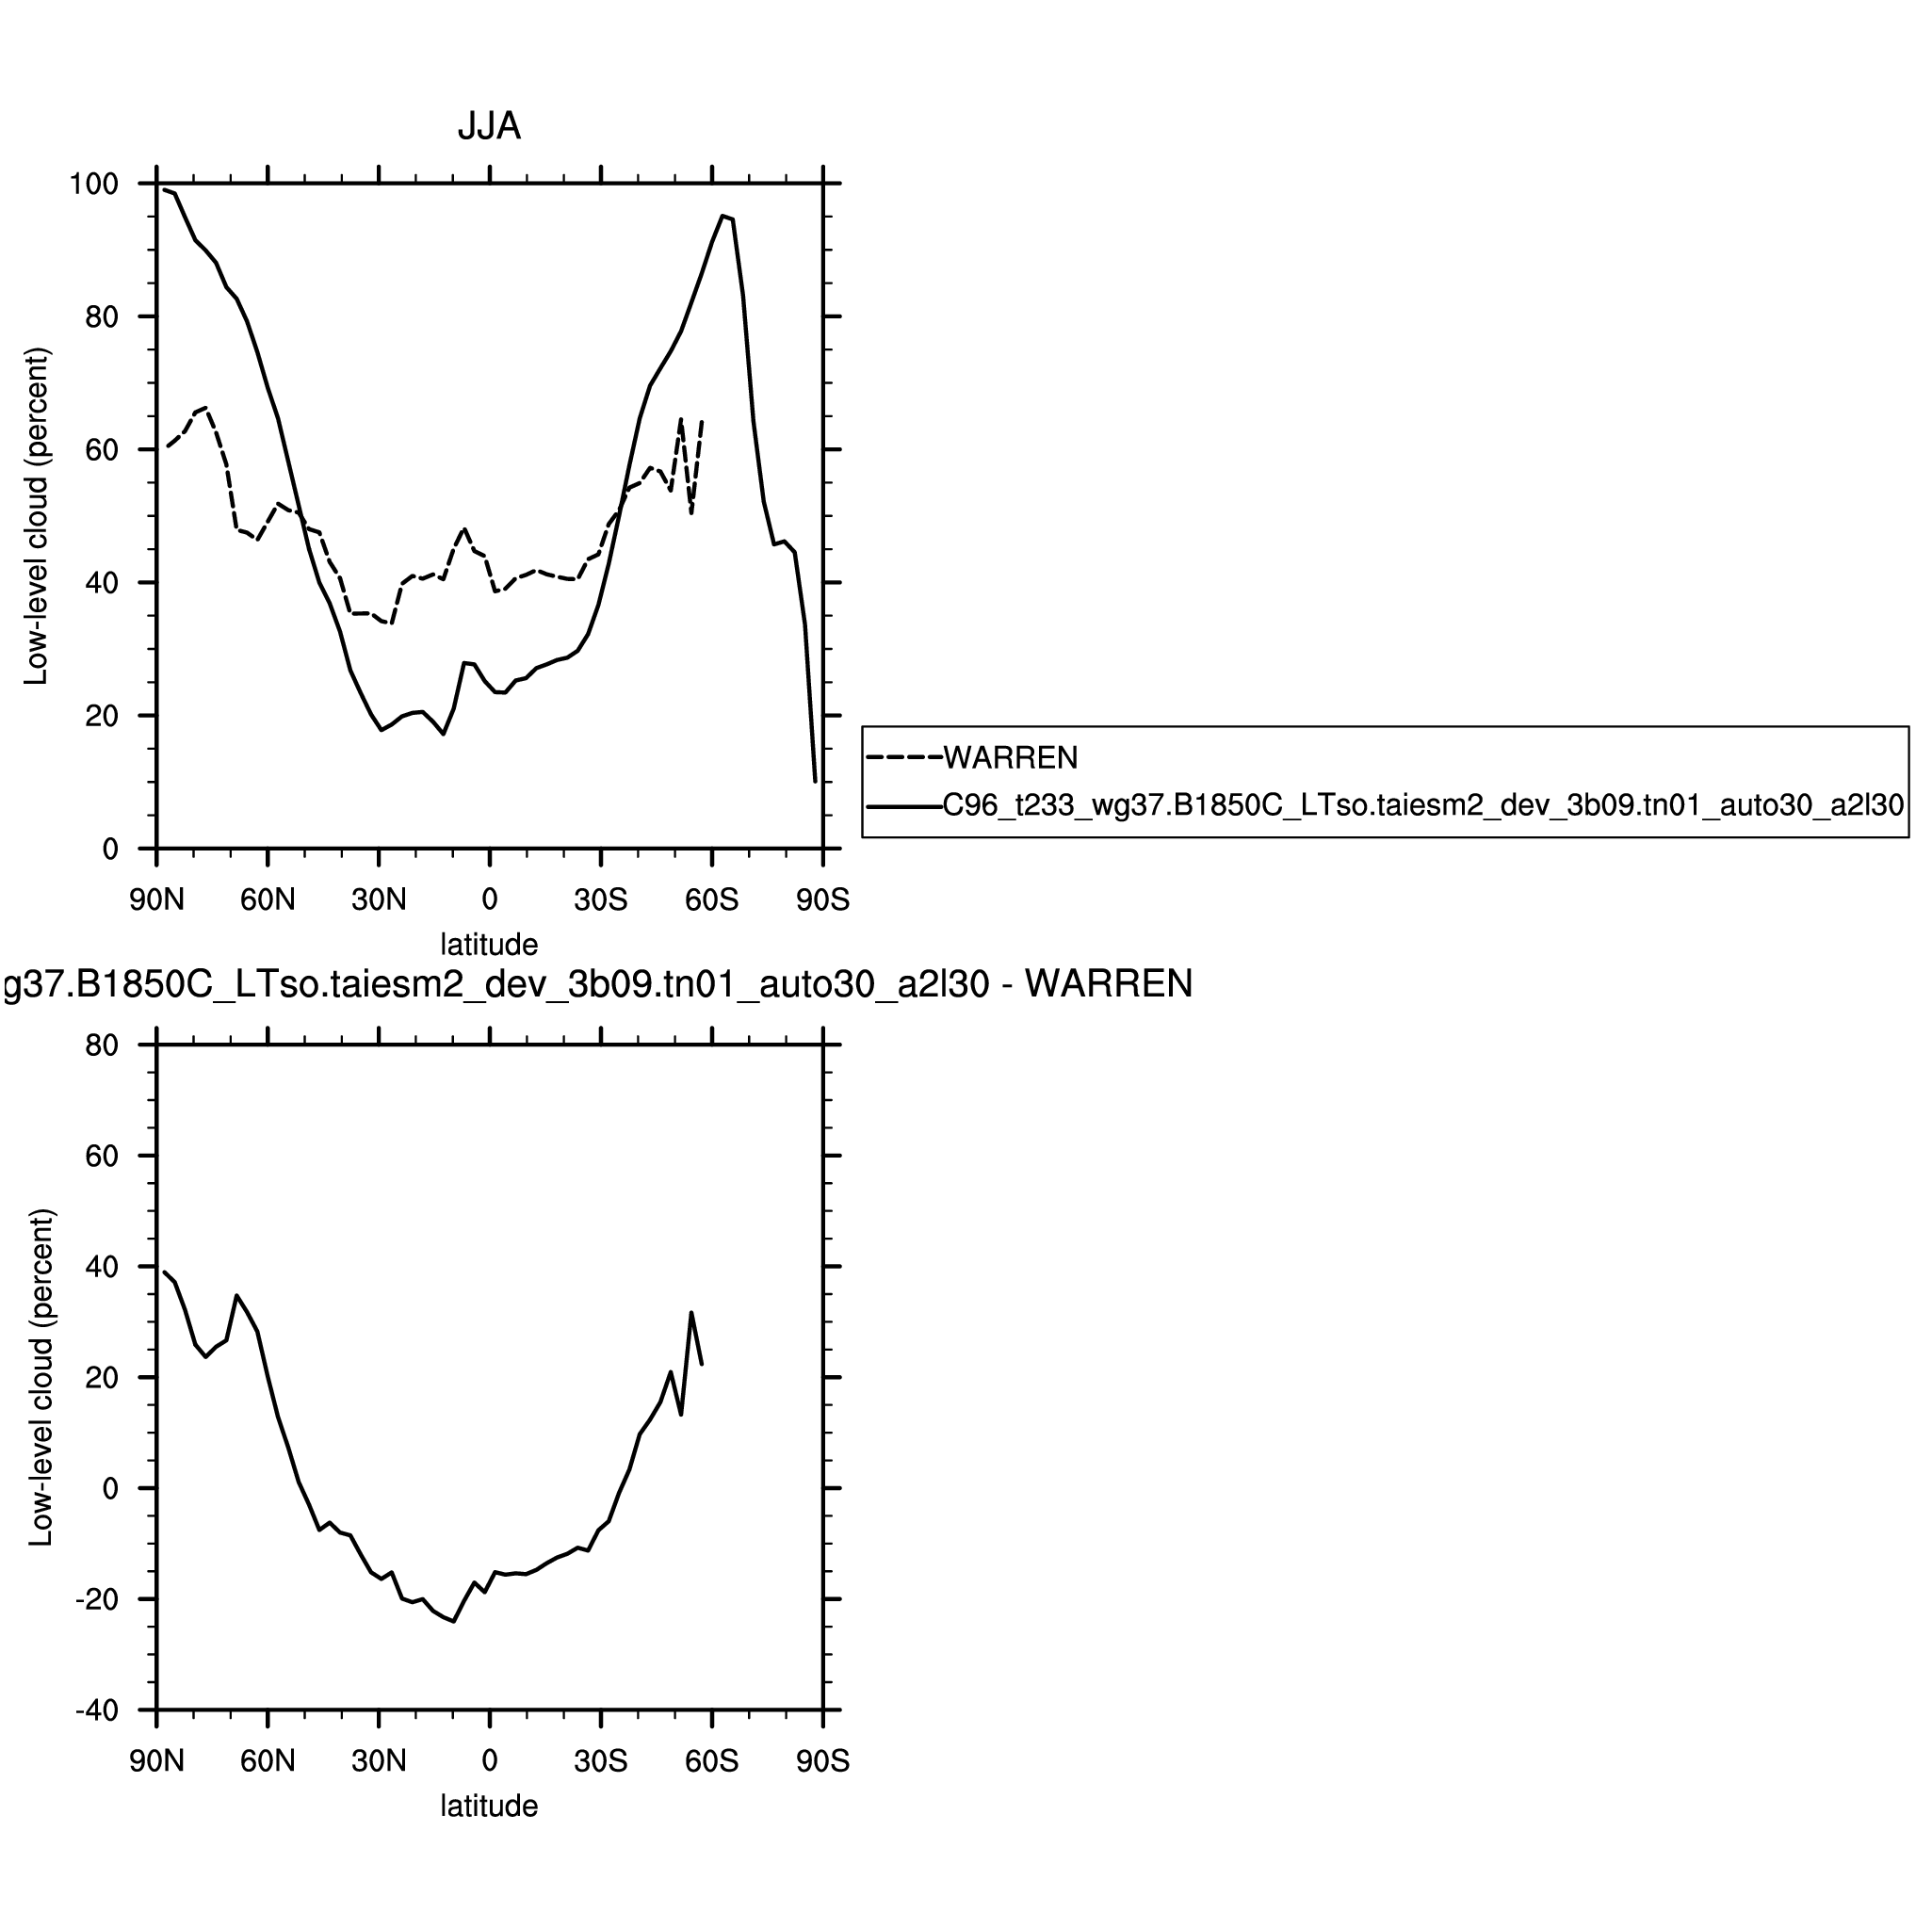 JJA
Low-level cloud (percent)
100
80
60
40
20
0
90N 60N 30N 0 30S 60S 90S
latitude
WARREN
C96_t233_wg37.B1850C_LTso.taiesm2_dev_3b09.tn01_auto30_a2l30
g37.B1850C_LTso.taiesm2_dev_3b09.tn01_auto30_a2l30 - WARREN
Low-level cloud (percent)
80
60
40
20
0
-20
-40
90N 60N 30N 0 30S 60S 90S
latitude